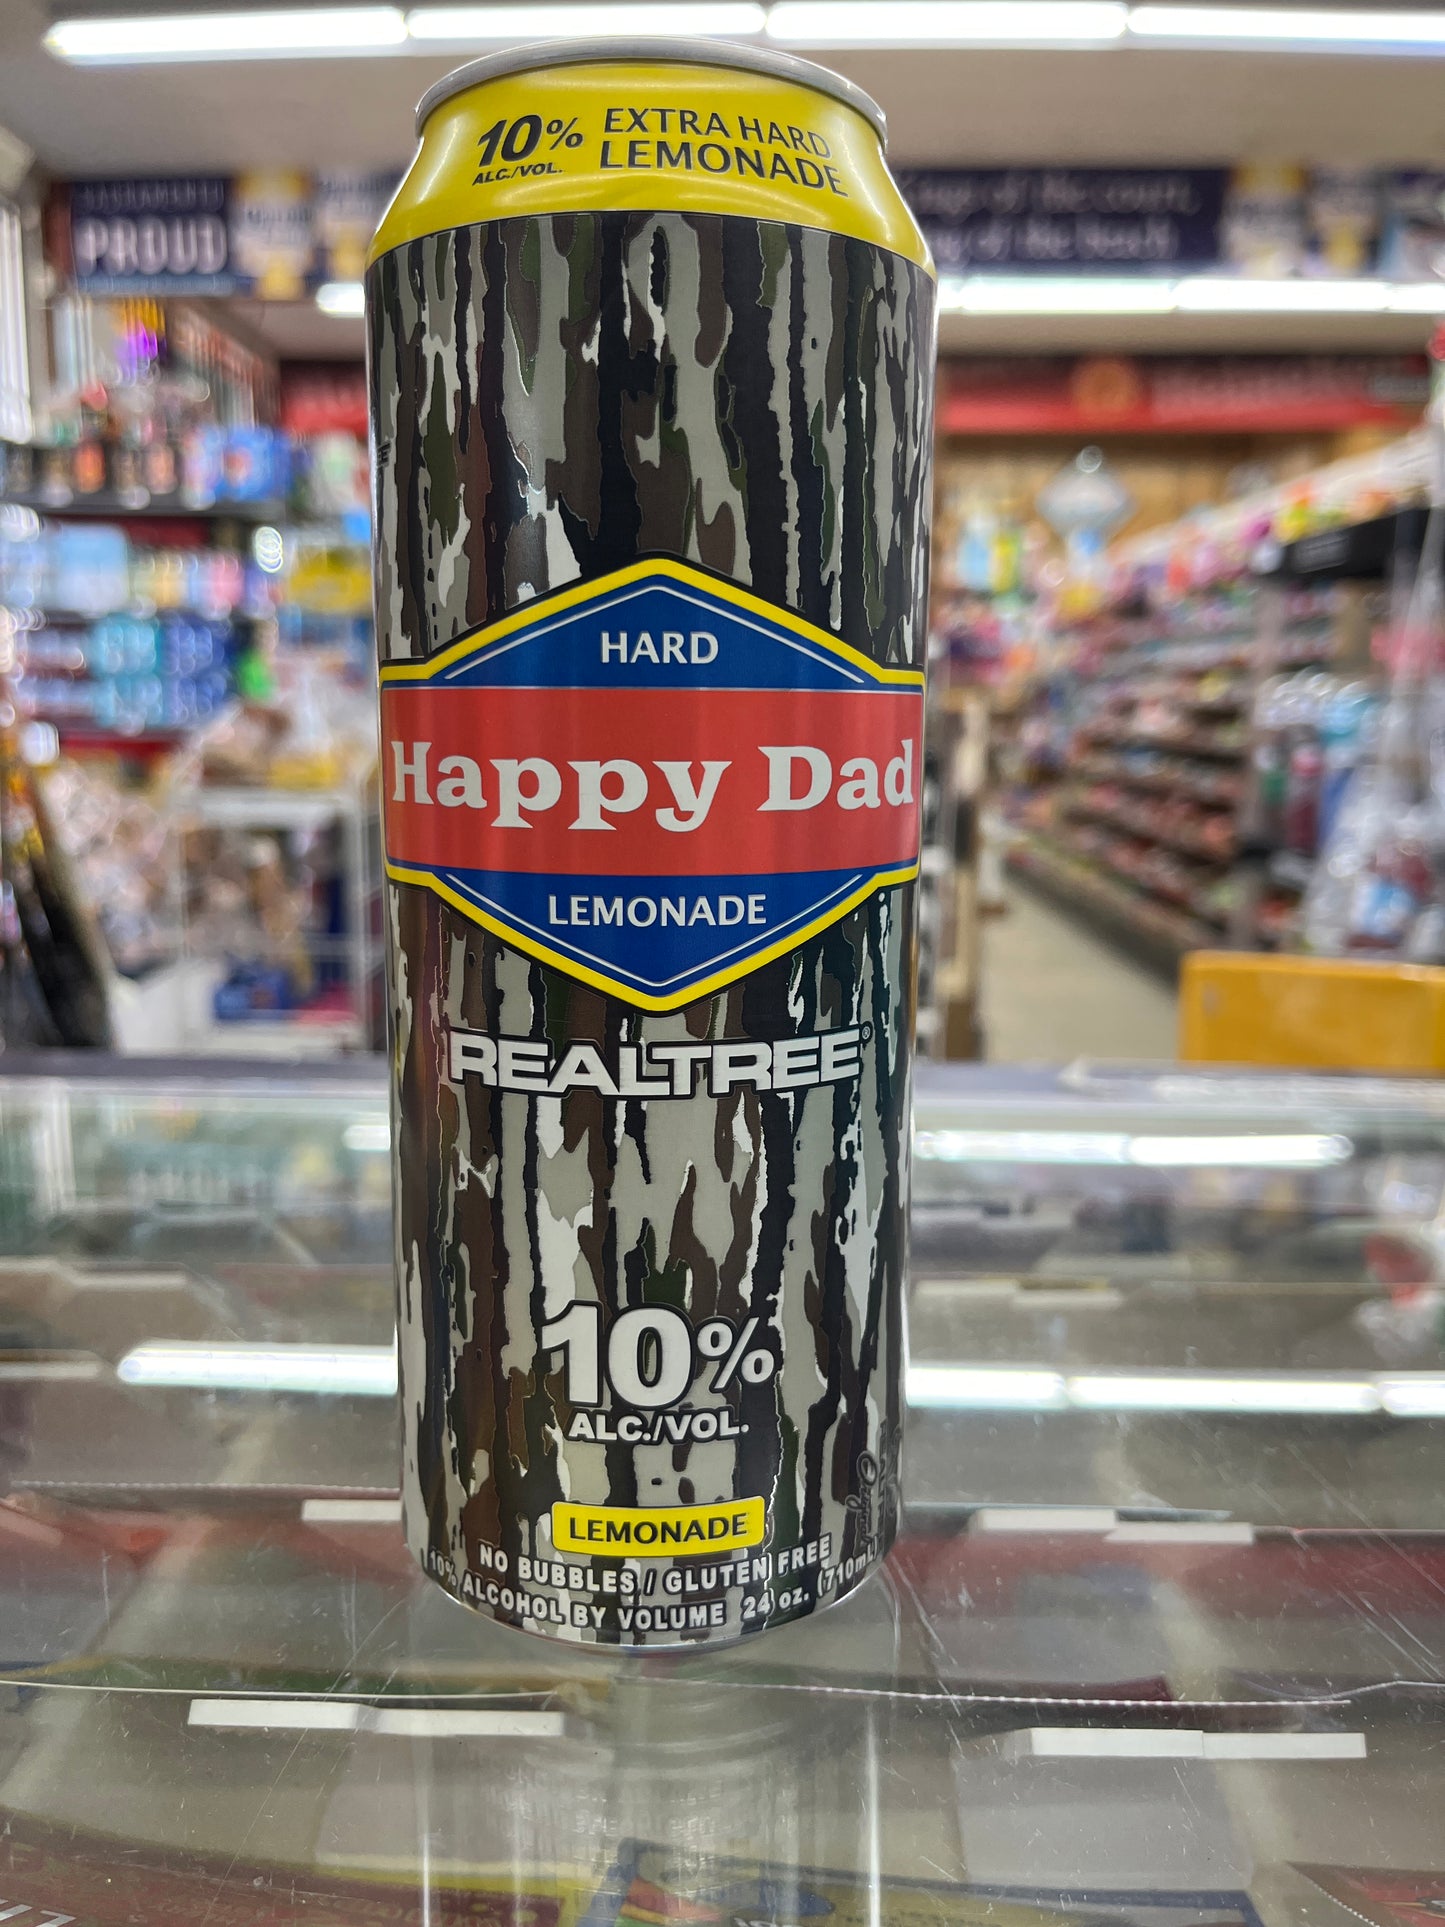 10% EXTRA HARD
ALC./VOL. LEMONADE
PROUD
HARD
Happy Dad
LEMONADE
REALTREE®
10%
ALC./VOL.
LEMONADE
NO BUBBLES / GLUTEN FREE
10% ALCOHOL BY VOLUME 24 oz. (710mL)